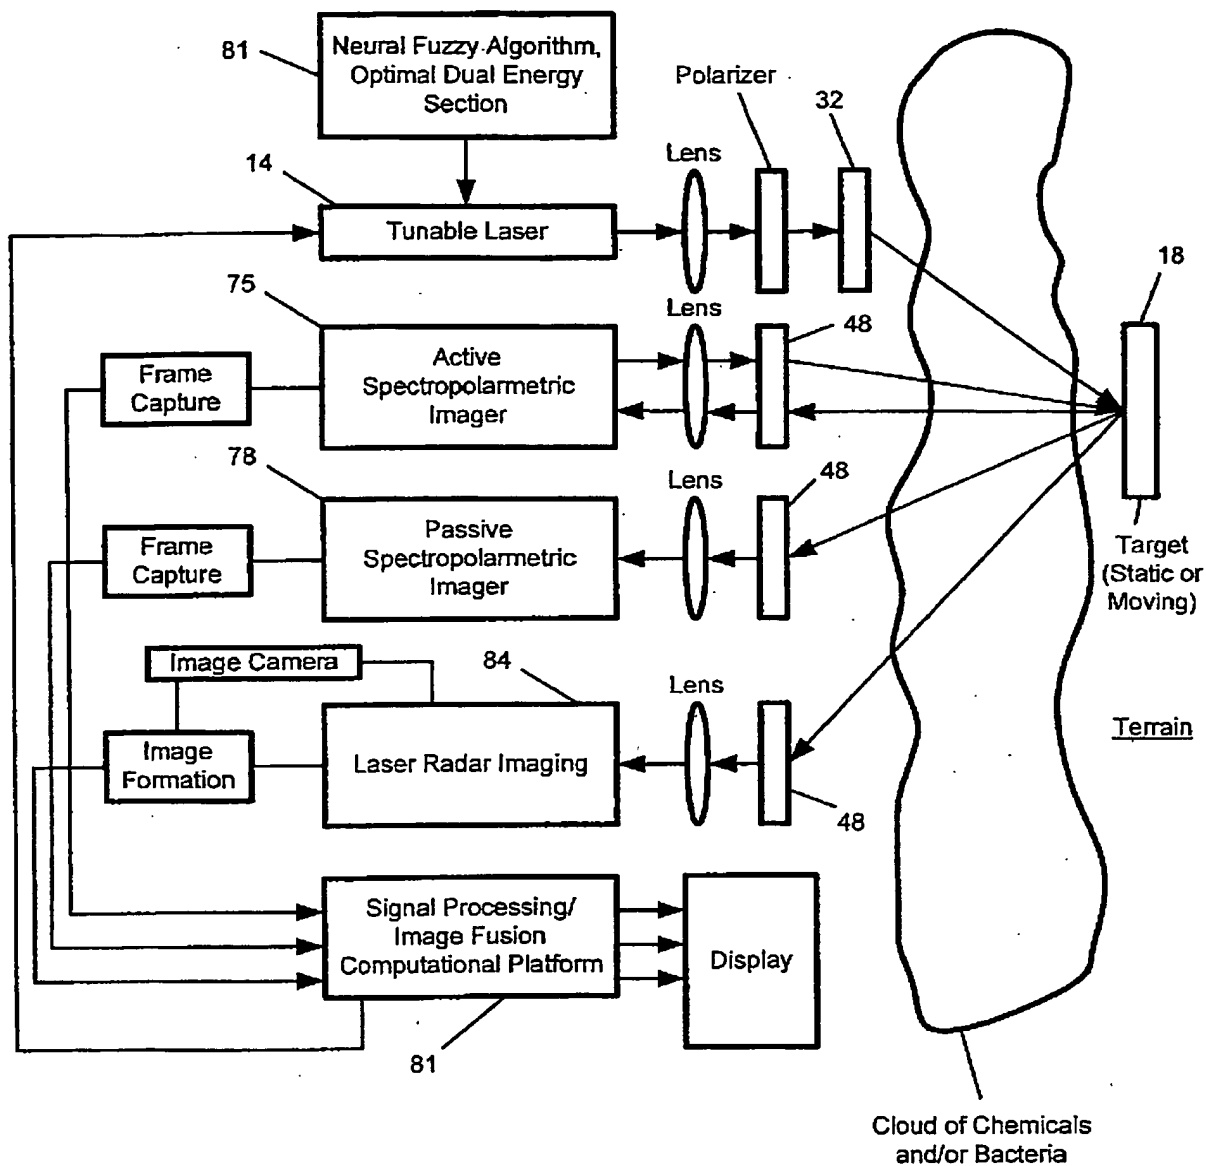 81
Neural Fuzzy Algorithm,
Optimal Dual Energy
Section
Polarizer
32
14
Lens
Tunable Laser
18
75
Lens
48
Active
Spectropolarmetric
Imager
Frame
Capture
78
Lens
48
Passive
Spectropolarmetric
Imager
Frame
Capture
Target
(Static or
Moving)
Image Camera
84
Lens
Laser Radar Imaging
Image
Formation
Terrain
48
Signal Processing/
Image Fusion
Computational Platform
Display
81
Cloud of Chemicals
and/or Bacteria